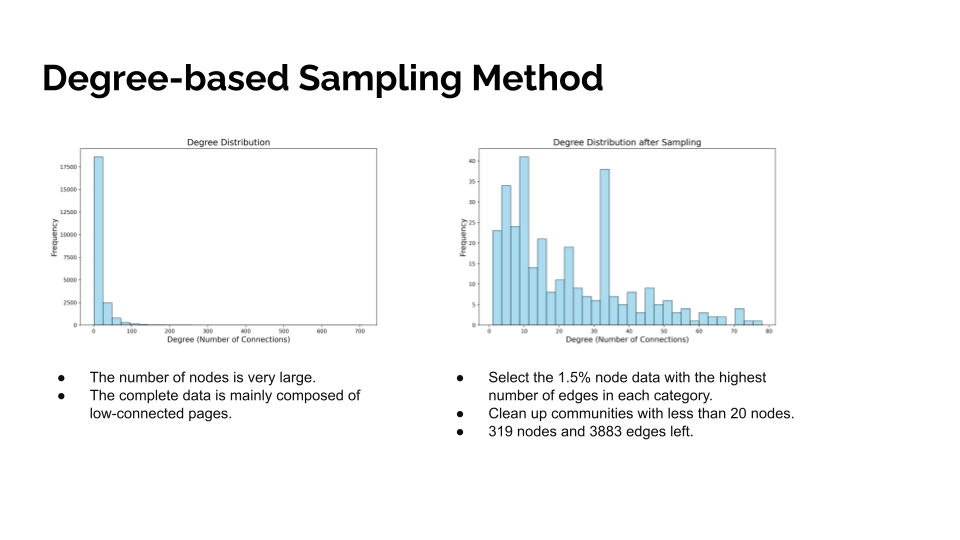 Degree-based Sampling Method
Degree Distribution
17500
15000
12500
10000
7500
5000
2500
0
Frequency
0 100 200 300 400 500 600 700
Degree (Number of Connections)
Degree Distribution after Sampling
40
35
30
25
20
15
10
5
0
Frequency
0 10 20 30 40 50 60 70 80
Degree (Number of Connections)
● The number of nodes is very large.
● The complete data is mainly composed of
low-connected pages.
● Select the 1.5% node data with the highest
number of edges in each category.
● Clean up communities with less than 20 nodes.
● 319 nodes and 3883 edges left.